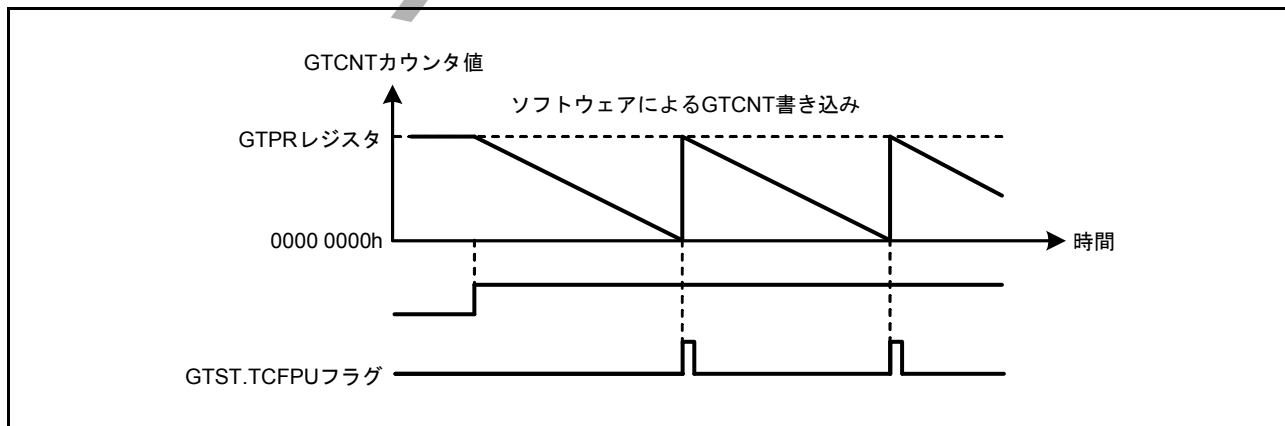 GTCNTカウンタ値
ソフトウェアによるGTCNT書き込み
GTPRレジスタ
0000 0000h
時間
GTST.TCFPUフラグ